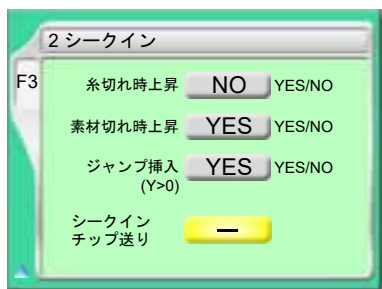 2 シークイン
F3
糸切れ時上昇 NO YES/NO
素材切れ時上昇 YES YES/NO
ジャンプ挿入 YES YES/NO
(Y>0)
シークイン
チップ送り —